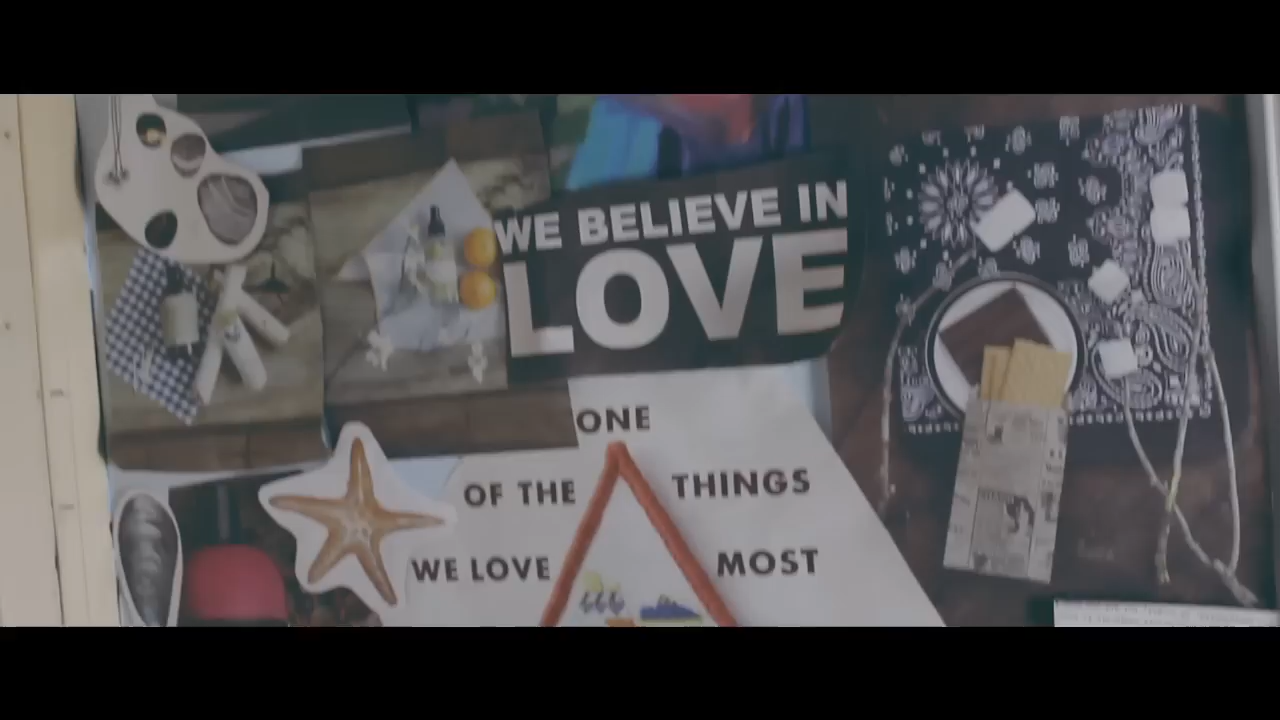 WE BELIEVE IN
LOVE
ONE
OF THE THINGS
WE LOVE MOST